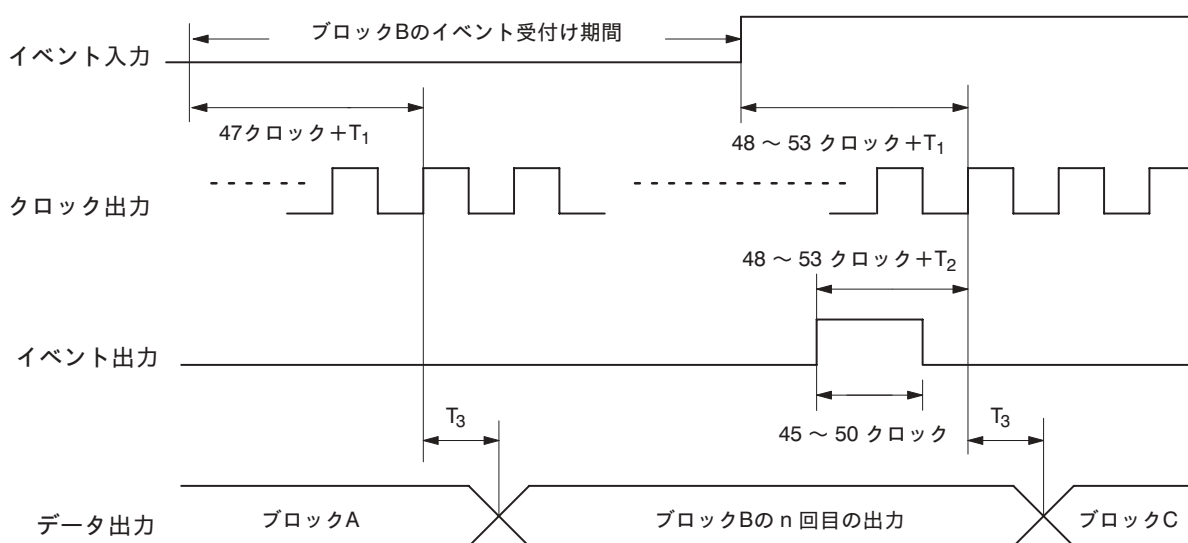 ブロックBのイベント受付け期間
イベント入力
47クロック+T1
48 ～ 53 クロック+T1
クロック出力
48 ～ 53 クロック+T2
イベント出力
T3
45 ～ 50 クロック
T3
データ出力
ブロックA
ブロックBの n 回目の出力
ブロックC